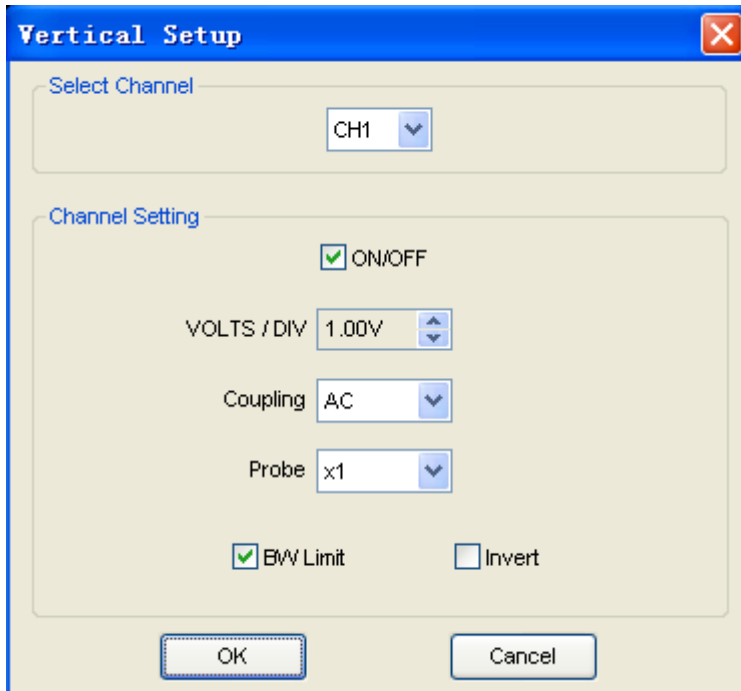 Vertical Setup
Select Channel
CH1
Channel Setting
ON/OFF
VOLTS / DIV 1.00V
Coupling AC
Probe x1
BW Limit Invert
OK Cancel